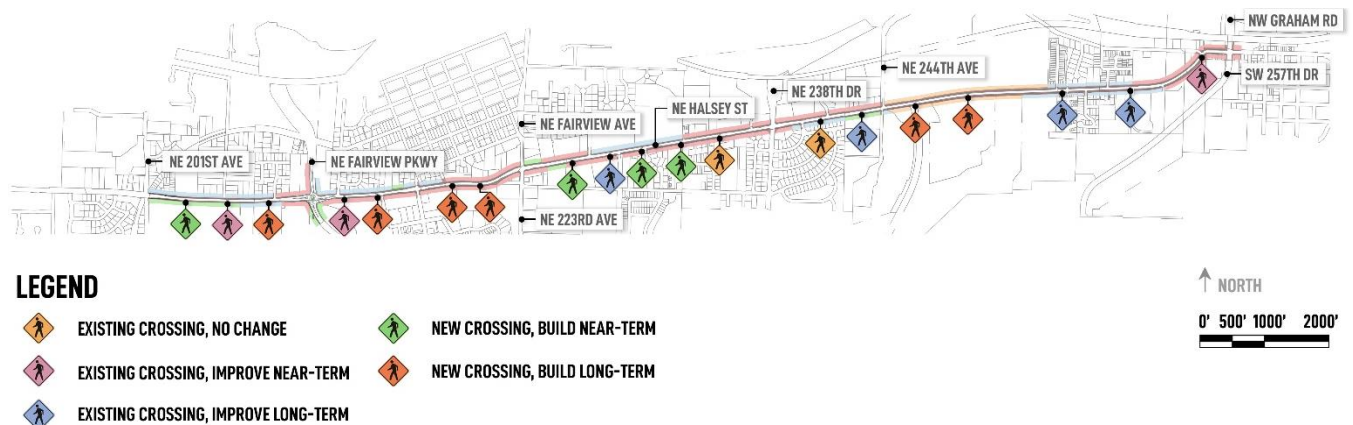 NW GRAHAM RD
NE 244TH AVE
SW 257TH DR
NE 238TH DR
NE HALSEY ST
NE FAIRVIEW AVE
NE 201ST AVE
NE FAIRVIEW PKWY
NE 223RD AVE
LEGEND
EXISTING CROSSING, NO CHANGE
EXISTING CROSSING, IMPROVE NEAR-TERM
EXISTING CROSSING, IMPROVE LONG-TERM
NEW CROSSING, BUILD NEAR-TERM
NEW CROSSING, BUILD LONG-TERM
NORTH
0' 500' 1000' 2000'